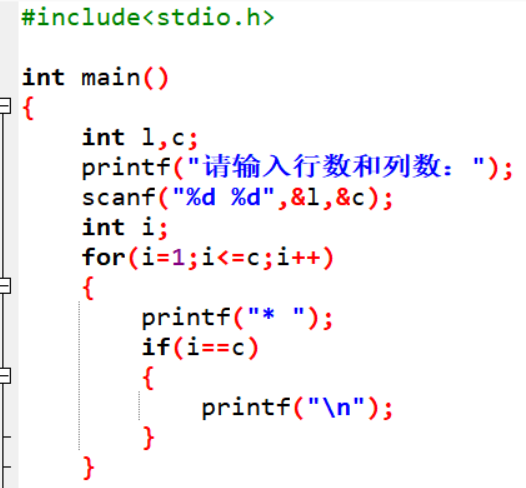 #include<stdio.h>
int main()
{
int l,c;
printf("请输入行数和列数：");
scanf("%d %d",&l,&c);
int i;
for(i=1;i<=c;i++)
{
printf("* ");
if(i==c)
{
printf("\n");
}
}